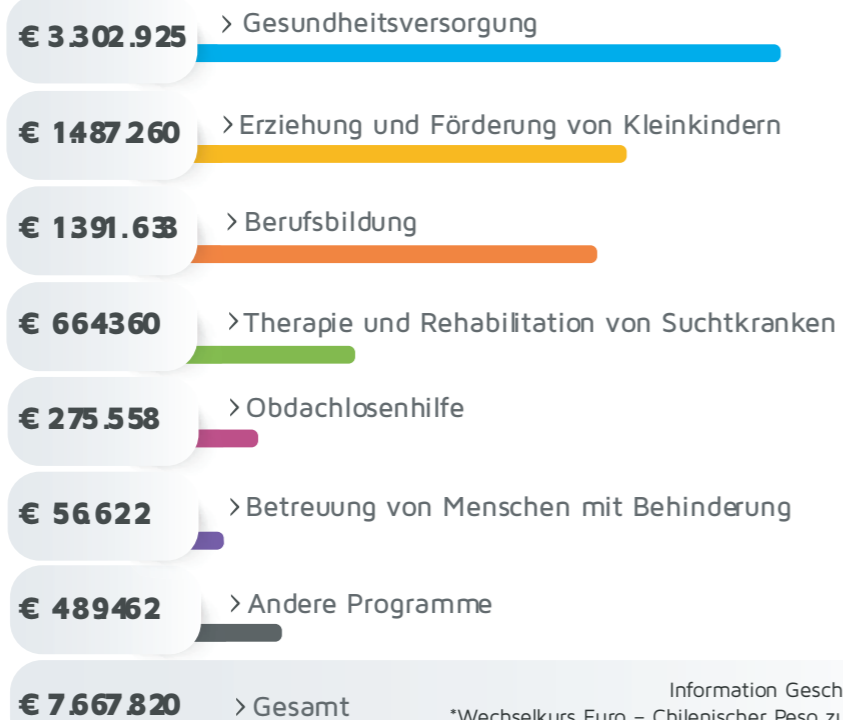 € 3.302.925 > Gesundheitsversorgung
€ 1.487.260 > Erziehung und Förderung von Kleinkindern
€ 1.391.633 > Berufsbildung
€ 664.360 > Therapie und Rehabilitation von Suchtkranken
€ 275.558 > Obdachlosenhilfe
€ 56.622 > Betreuung von Menschen mit Behinderung
€ 489.462 > Andere Programme
€ 7.667.820 > Gesamt
Information Gesch
*Wechselkurs Euro – Chilenischer Peso zu